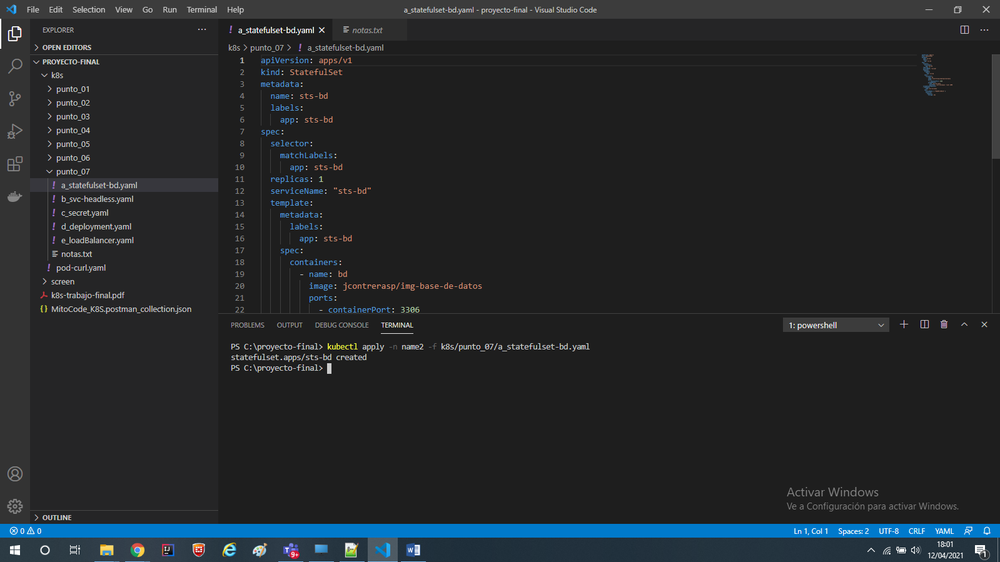 File Edit Selection View Go Run Terminal Help
a_statefulset-bd.yaml - proyecto-final - Visual Studio Code
EXPLORER
OPEN EDITORS
PROYECTO-FINAL
k8s
punto_01
punto_02
punto_03
punto_04
punto_05
punto_06
punto_07
! a_statefulset-bd.yaml
! b_svc-headless.yaml
! c_secret.yaml
! d_deployment.yaml
! e_loadBalancer.yaml
notas.txt
! pod-curl.yaml
screen
k8s-trabajo-final.pdf
{} MitoCode_K8S.postman_collection.json
OUTLINE
! a_statefulset-bd.yaml
notas.txt
k8s > punto_07 > ! a_statefulset-bd.yaml
1 apiVersion: apps/v1
2 kind: StatefulSet
3 metadata:
4 name: sts-bd
5 labels:
6 app: sts-bd
7 spec:
8 selector:
9 matchLabels:
10 app: sts-bd
11 replicas: 1
12 serviceName: "sts-bd"
13 template:
14 metadata:
15 labels:
16 app: sts-bd
17 spec:
18 containers:
19 - name: bd
20 image: jcontrerasp/img-base-de-datos
21 ports:
22 - containerPort: 3306
PROBLEMS OUTPUT DEBUG CONSOLE TERMINAL
1: powershell
PS C:\proyecto-final> kubectl apply -n name2 -f k8s/punto_07/a_statefulset-bd.yaml
statefulset.apps/sts-bd created
PS C:\proyecto-final>
Activar Windows
Ve a Configuración para activar Windows.
0 0
Ln 1, Col 1 Spaces: 2 UTF-8 CRLF YAML
9+
18:01
12/04/2021
1